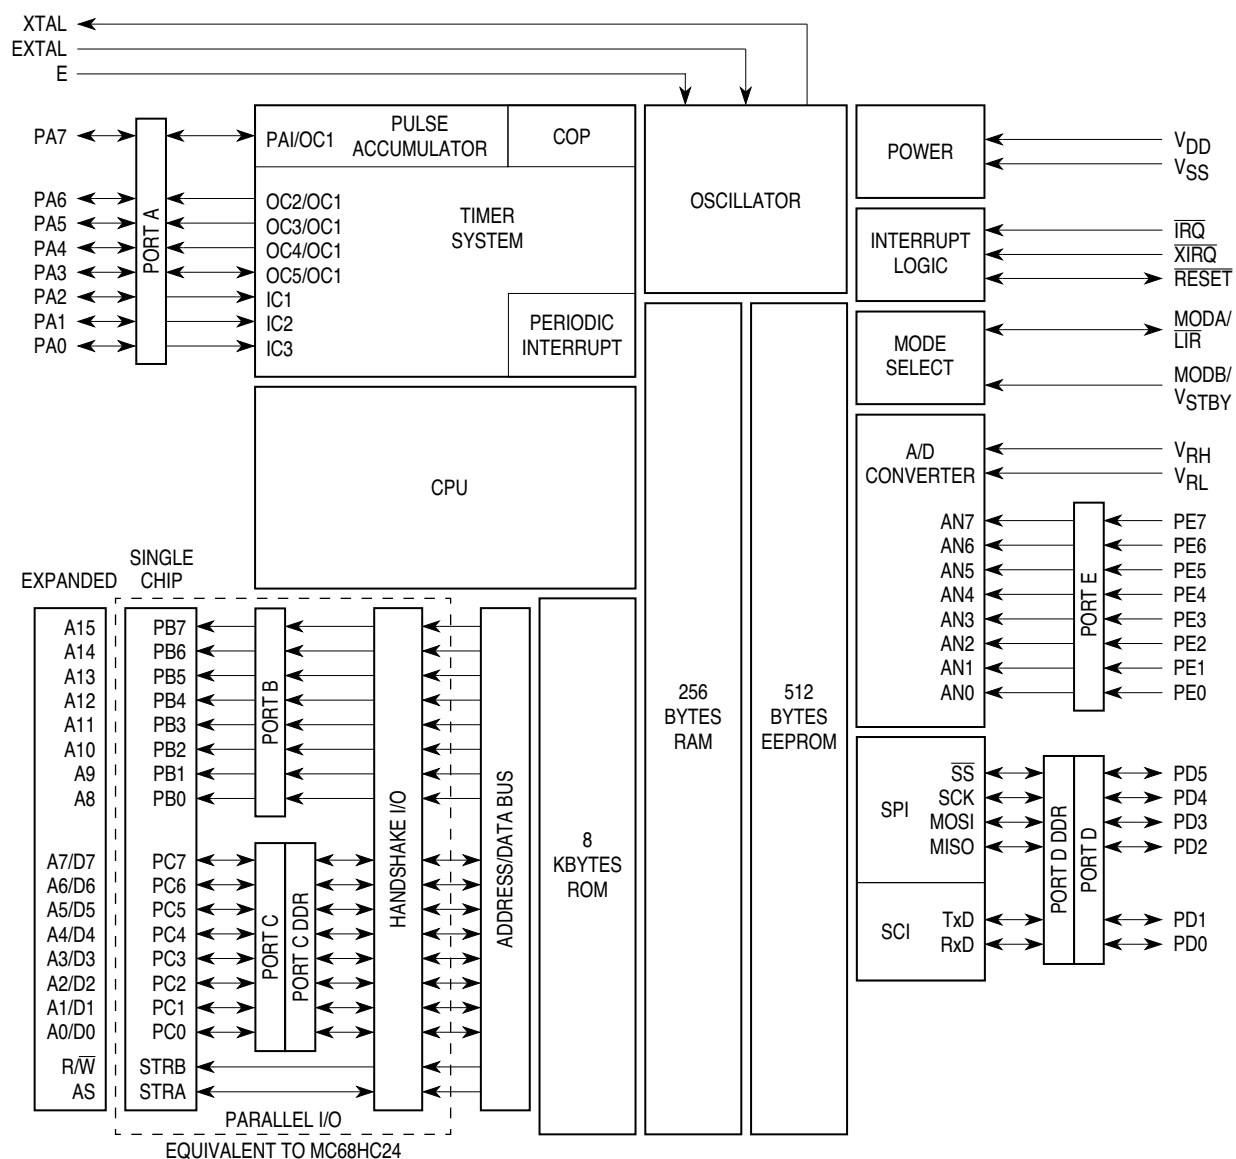 XTAL
EXTAL
E
PA7
PA6
PA5
PA4
PA3
PA2
PA1
PA0
PORT A
PAI/OC1
PULSE
ACCUMULATOR
COP
OC2/OC1
OC3/OC1
OC4/OC1
OC5/OC1
IC1
IC2
IC3
TIMER
SYSTEM
PERIODIC
INTERRUPT
OSCILLATOR
POWER
VDD
VSS
INTERRUPT
LOGIC
IRQ
XIRQ
RESET
MODE
SELECT
MODA/
LIR
MODB/
VSTBY
CPU
A/D
CONVERTER
VRH
VRL
AN7
AN6
AN5
AN4
AN3
AN2
AN1
AN0
PORT E
PE7
PE6
PE5
PE4
PE3
PE2
PE1
PE0
256
BYTES
RAM
512
BYTES
EEPROM
8
KBYTES
ROM
SPI
SS
SCK
MOSI
MISO
SCI
TxD
RxD
PORT D DDR
PORT D
PD5
PD4
PD3
PD2
PD1
PD0
EXPANDED
A15
A14
A13
A12
A11
A10
A9
A8
A7/D7
A6/D6
A5/D5
A4/D4
A3/D3
A2/D2
A1/D1
A0/D0
R/W
AS
SINGLE
CHIP
PB7
PB6
PB5
PB4
PB3
PB2
PB1
PB0
PC7
PC6
PC5
PC4
PC3
PC2
PC1
PC0
STRB
STRA
PORT B
PORT C
PORT C DDR
HANDSHAKE I/O
ADDRESS/DATA BUS
PARALLEL I/O
EQUIVALENT TO MC68HC24